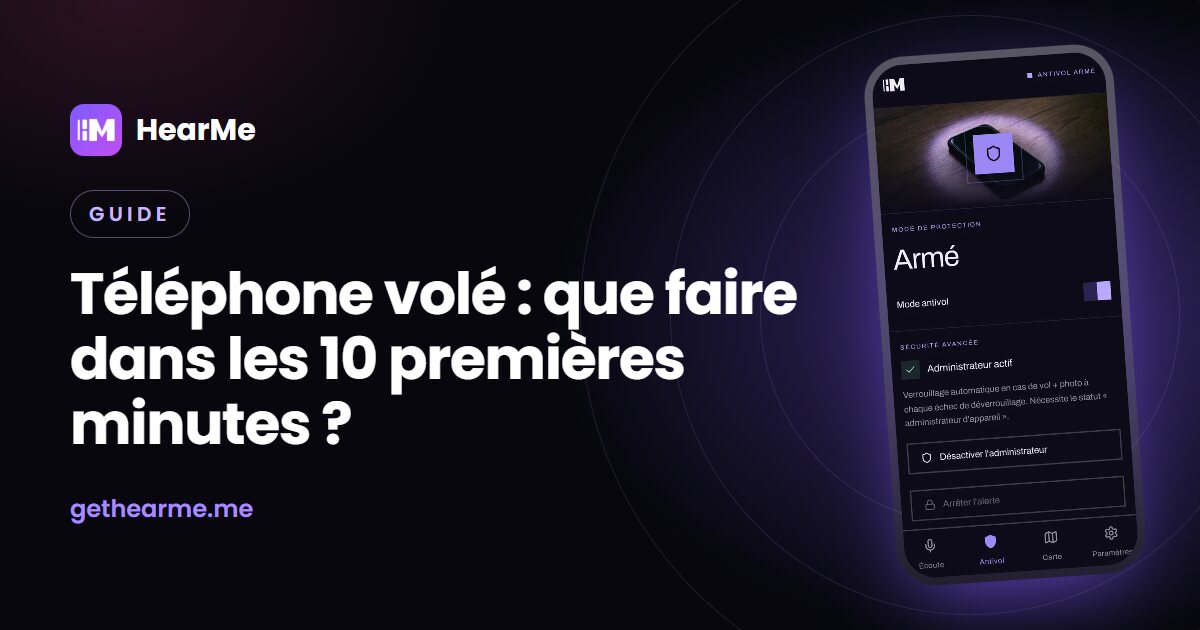 HM
HearMe
GUIDE
Téléphone volé : que faire
dans les 10 premières
minutes ?
gethearme.me
HM
ANTIVOL ARMÉ
MODE DE PROTECTION
Armé
Mode antivol
SÉCURITÉ AVANCÉE
Administrateur actif
Verrouillage automatique en cas de vol + photo à
chaque échec de déverrouillage. Nécessite le statut «
administrateur d'appareil ».
Désactiver l'administrateur
Arrêter l'alerte
Écoute
Antivol
Carte
Paramètres